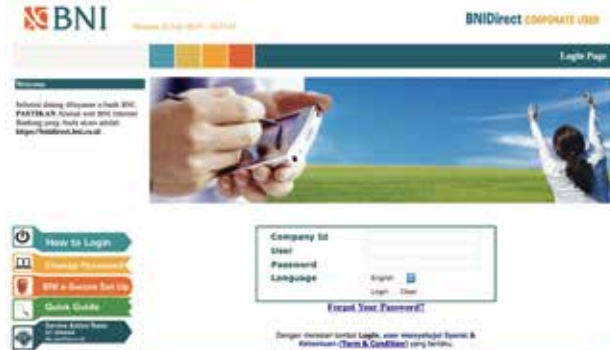 BNI
BNIDirect CORPORATE USER
Login Page
Welcome
Selamat datang dilayanan e-bank BNI.
PASTIKAN Alamat web BNI Internet
Banking yang Anda akses adalah
https://bnidirect.bni.co.id
How to Login
Change Password
BNI e-Secure Set Up
Quick Guide
Company Id
User
Password
Language English
Login Clear
Forgot Your Password?
Dengan menekan tombol Login, user menyetujui Syarat &
Ketentuan (Term & Condition) yang berlaku.